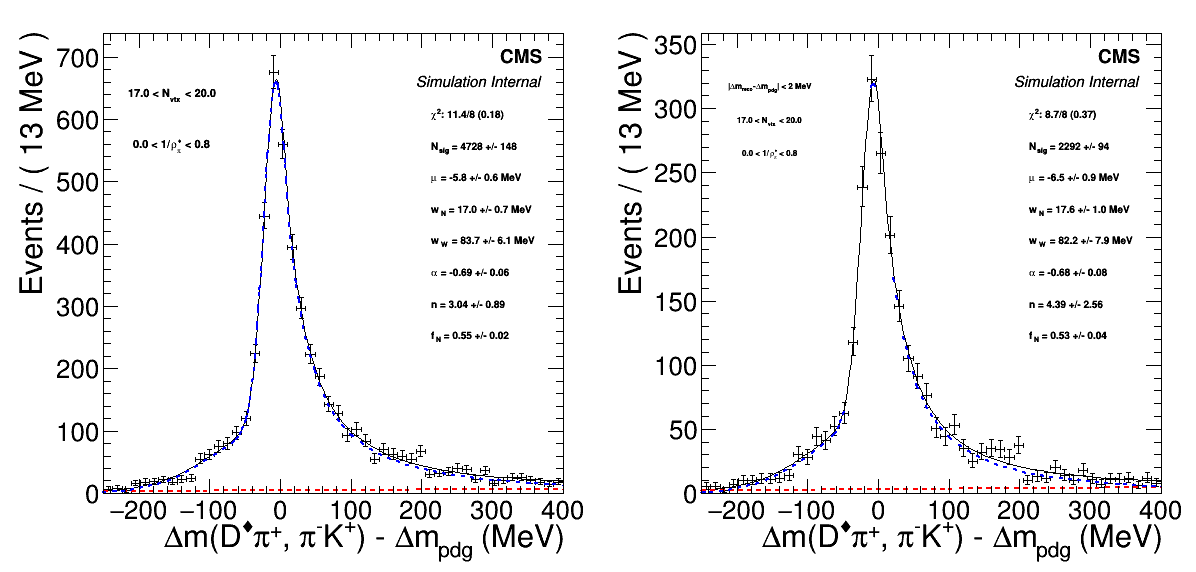 Events / ( 13 MeV )
700
600
500
400
300
200
100
0
CMS
Simulation Internal
17.0 < N_vtx < 20.0
0.0 < 1/ρ_π^♦ < 0.8
χ²: 11.4/8 (0.18)
N_sig = 4728 +/- 148
μ = -5.8 +/- 0.6 MeV
w_N = 17.0 +/- 0.7 MeV
w_W = 83.7 +/- 6.1 MeV
α = -0.69 +/- 0.06
n = 3.04 +/- 0.89
f_N = 0.55 +/- 0.02
−200 −100 0 100 200 300 400
Δm(D♦π⁺, π⁻K⁺) - Δm_pdg (MeV)
Events / ( 13 MeV )
350
300
250
200
150
100
50
0
CMS
Simulation Internal
|Δm_reco-Δm_pdg| < 2 MeV
17.0 < N_vtx < 20.0
0.0 < 1/ρ_π^♦ < 0.8
χ²: 8.7/8 (0.37)
N_sig = 2292 +/- 94
μ = -6.5 +/- 0.9 MeV
w_N = 17.6 +/- 1.0 MeV
w_W = 82.2 +/- 7.9 MeV
α = -0.68 +/- 0.08
n = 4.39 +/- 2.56
f_N = 0.53 +/- 0.04
−200 −100 0 100 200 300 400
Δm(D♦π⁺, π⁻K⁺) - Δm_pdg (MeV)